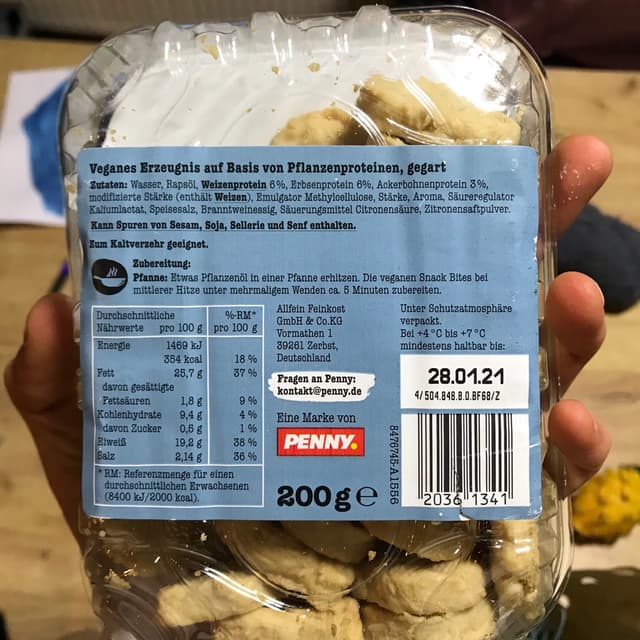 Veganes Erzeugnis auf Basis von Pflanzenproteinen, gegart
Zutaten: Wasser, Rapsöl, Weizenprotein 6%, Erbsenprotein 6%, Ackerbohnenprotein 3%,
modifizierte Stärke (enthält Weizen), Emulgator Methylcellulose, Stärke, Aroma, Säureregulator
Kaliumlactat, Speisesalz, Branntweinessig, Säuerungsmittel Citronensäure, Zitronensaftpulver.
Kann Spuren von Sesam, Soja, Sellerie und Senf enthalten.
Zum Kaltverzehr geeignet.
Zubereitung:
Pfanne: Etwas Pflanzenöl in einer Pfanne erhitzen. Die veganen Snack Bites bei
mittlerer Hitze unter mehrmaligem Wenden ca. 5 Minuten zubereiten.
Durchschnittliche %-RM*
Nährwerte pro 100 g pro 100 g
Energie 1469 kJ
354 kcal 18 %
Fett 25,7 g 37 %
davon gesättigte
Fettsäuren 1,8 g 9 %
Kohlenhydrate 9,4 g 4 %
davon Zucker 0,5 g 1 %
Eiweiß 19,2 g 38 %
Salz 2,14 g 36 %
* RM: Referenzmenge für einen
durchschnittlichen Erwachsenen
(8400 kJ/2000 kcal).
Allfein Feinkost
GmbH & Co.KG
Vormathen 1
39261 Zerbst,
Deutschland
Fragen an Penny:
kontakt@penny.de
Eine Marke von
PENNY.
200 g e
Unter Schutzatmosphäre
verpackt.
Bei +4 °C bis +7 °C
mindestens haltbar bis:
28.01.21
4/ 504.848.8.0.BF68/Z
8476745-A11656
2036 1341